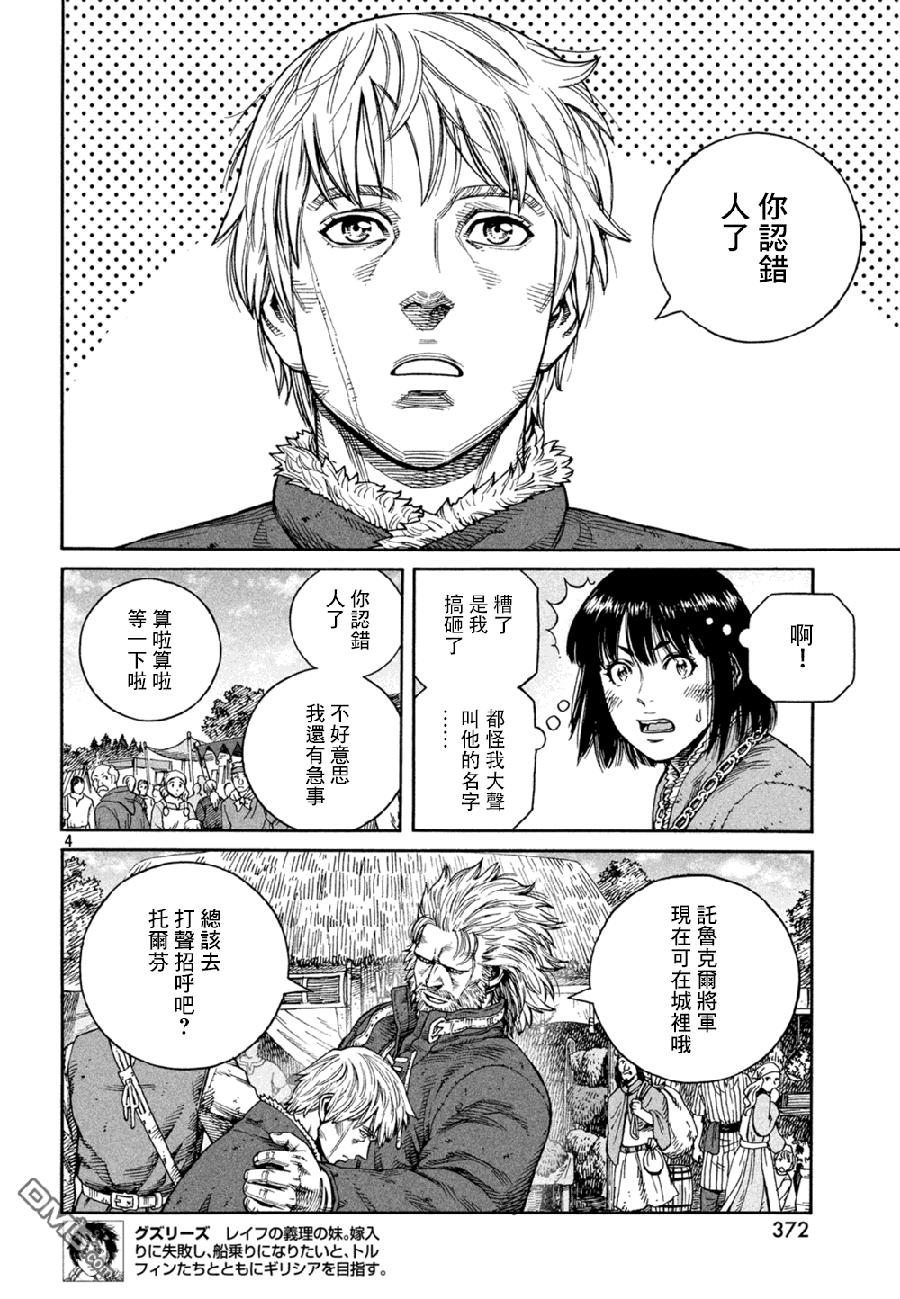 你認錯
人了
啊！
糟了
是我
搞砸了
都怪我大聲
叫他的名字
……
你認錯
人了
不好意思
我還有急事
算啦算啦
等一下啦
4
託魯克爾將軍
現在可在城裡哦
總該去
打聲招呼吧？
托爾芬
372
グズリーズ　レイフの義理の妹。嫁入
りに失敗し、船乗りになりたいと、トル
フィンたちとともにギリシアを目指す。